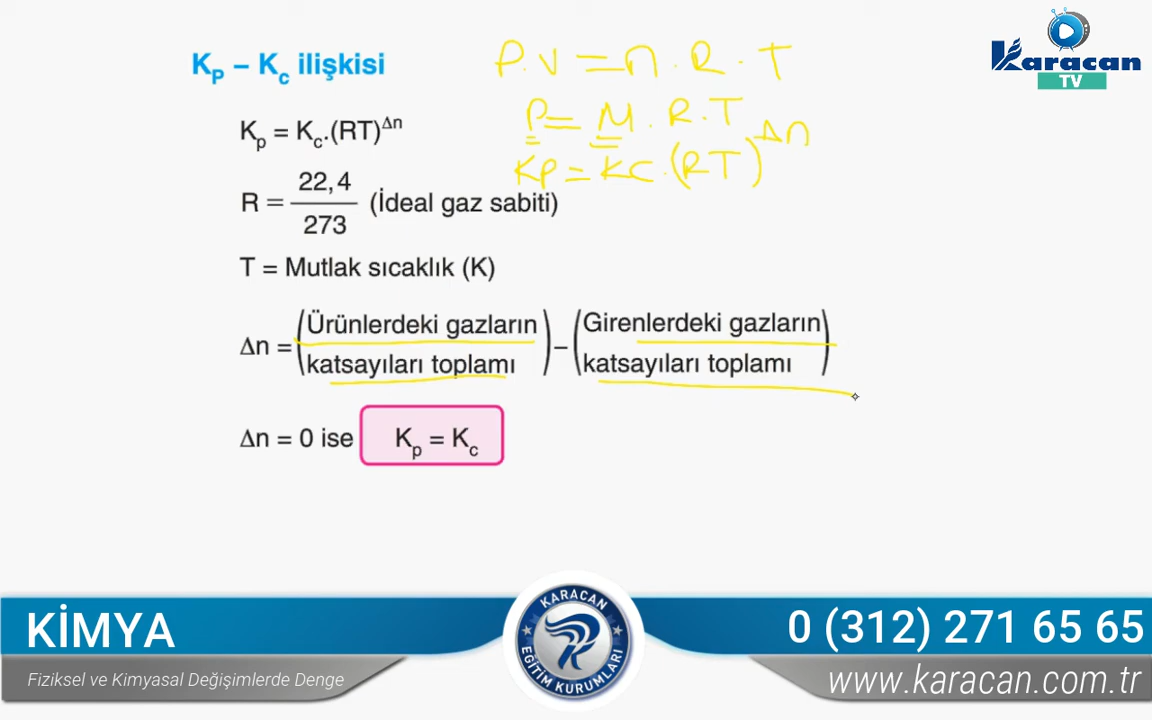 Kp – Kc ilişkisi
P.V = n.R.T
Karacan
TV
P = M.R.T
Kp = Kc.(RT)^Δn
KP = KC.(RT)^Δn
R = 22,4 / 273 (İdeal gaz sabiti)
T = Mutlak sıcaklık (K)
Δn = (Ürünlerdeki gazların katsayıları toplamı) – (Girenlerdeki gazların katsayıları toplamı)
Δn = 0 ise Kp = Kc
KİMYA
KARACAN
EĞİTİM KURUMLARI
0 (312) 271 65 65
Fiziksel ve Kimyasal Değişimlerde Denge
www.karacan.com.tr